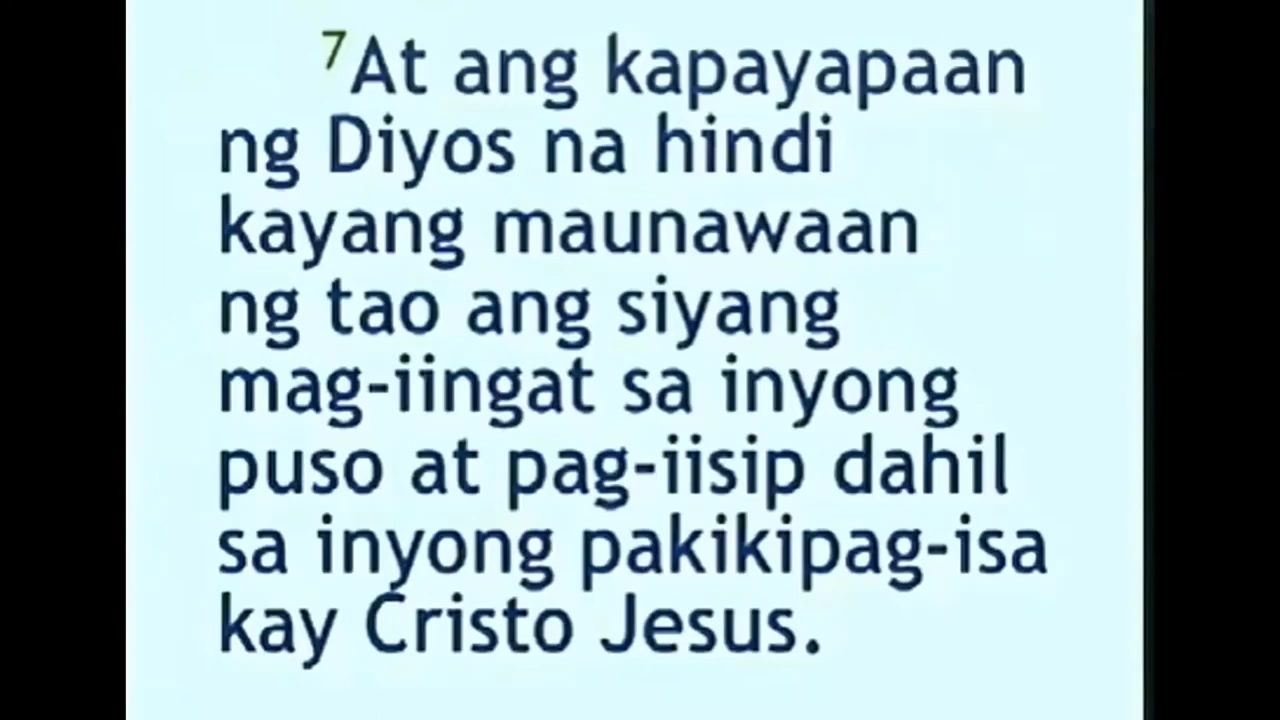 7At ang kapayapaan
ng Diyos na hindi
kayang maunawaan
ng tao ang siyang
mag-iingat sa inyong
puso at pag-iisip dahil
sa inyong pakikipag-isa
kay Cristo Jesus.